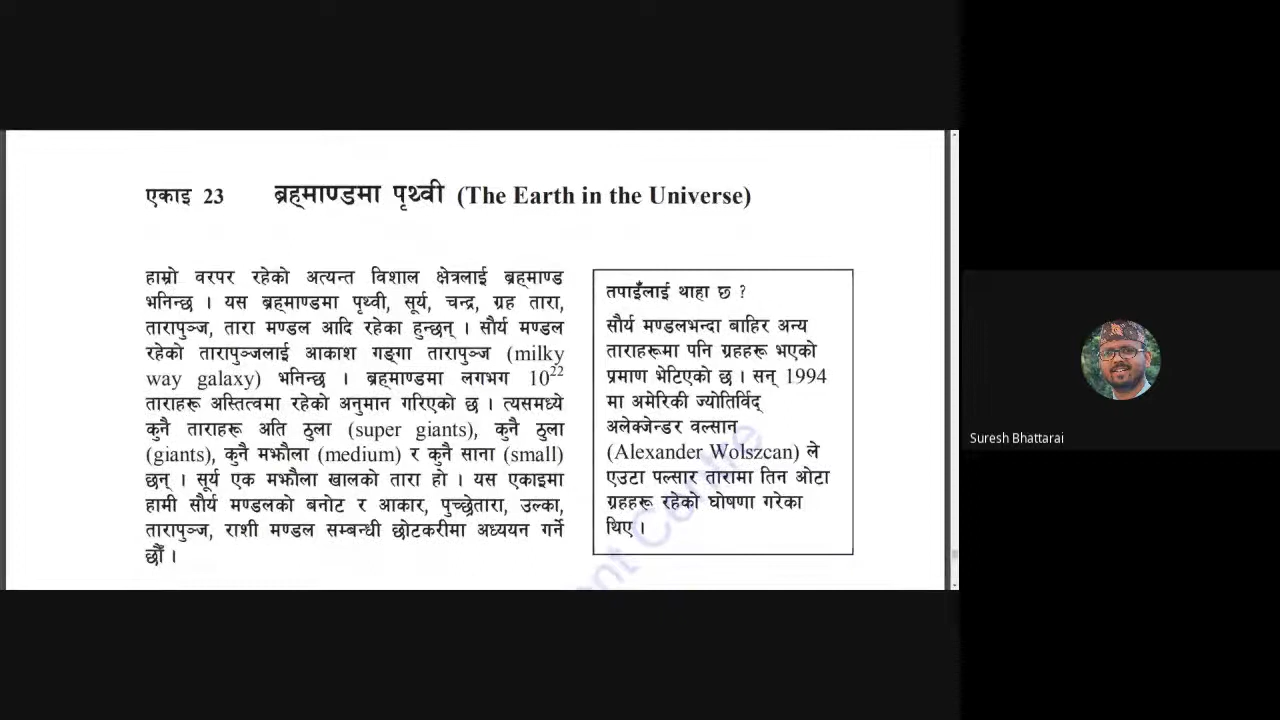 एकाइ 23 ब्रह्माण्डमा पृथ्वी (The Earth in the Universe)
हाम्रो वरपर रहेको अत्यन्त विशाल क्षेत्रलाई ब्रह्माण्ड
भनिन्छ । यस ब्रह्माण्डमा पृथ्वी, सूर्य, चन्द्र, ग्रह तारा,
तारापुञ्ज, तारा मण्डल आदि रहेका हुन्छन् । सौर्य मण्डल
रहेको तारापुञ्जलाई आकाश गङ्गा तारापुञ्ज (milky
way galaxy) भनिन्छ । ब्रह्माण्डमा लगभग 10²²
ताराहरू अस्तित्वमा रहेको अनुमान गरिएको छ । त्यसमध्ये
कुनै ताराहरू अति ठुला (super giants), कुनै ठुला
(giants), कुनै मझौला (medium) र कुनै साना (small)
छन् । सूर्य एक मझौला खालको तारा हो । यस एकाइमा
हामी सौर्य मण्डलको बनोट र आकार, पुच्छ्रेतारा, उल्का,
तारापुञ्ज, राशी मण्डल सम्बन्धी छोटकरीमा अध्ययन गर्ने
छौँ ।
तपाइँलाई थाहा छ ?
सौर्य मण्डलभन्दा बाहिर अन्य
ताराहरूमा पनि ग्रहहरू भएको
प्रमाण भेटिएको छ । सन् 1994
मा अमेरिकी ज्योतिर्विद्
अलेक्जेन्डर वल्सान
(Alexander Wolszcan) ले
एउटा पल्सार तारामा तिन ओटा
ग्रहहरू रहेको घोषणा गरेका
थिए ।
Suresh Bhattarai